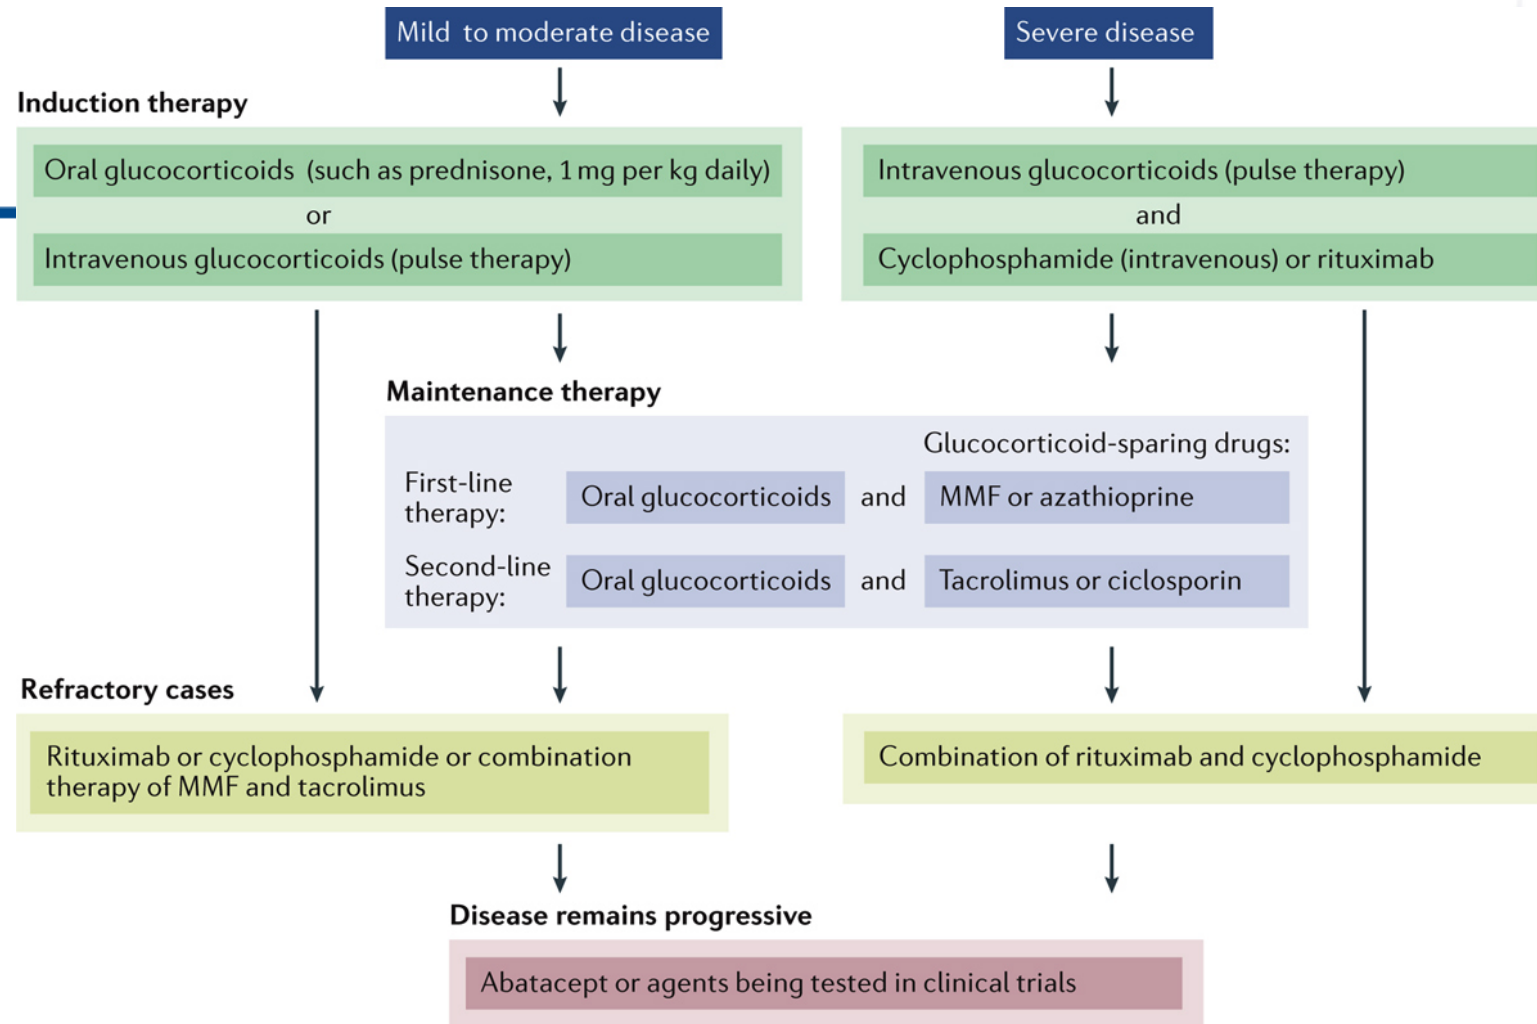 Mild to moderate disease
Severe disease
Induction therapy
Oral glucocorticoids (such as prednisone, 1 mg per kg daily)
or
Intravenous glucocorticoids (pulse therapy)
Intravenous glucocorticoids (pulse therapy)
and
Cyclophosphamide (intravenous) or rituximab
Maintenance therapy
Glucocorticoid-sparing drugs:
First-line
therapy:
Oral glucocorticoids and MMF or azathioprine
Second-line
therapy:
Oral glucocorticoids and Tacrolimus or ciclosporin
Refractory cases
Rituximab or cyclophosphamide or combination
therapy of MMF and tacrolimus
Combination of rituximab and cyclophosphamide
Disease remains progressive
Abatacept or agents being tested in clinical trials